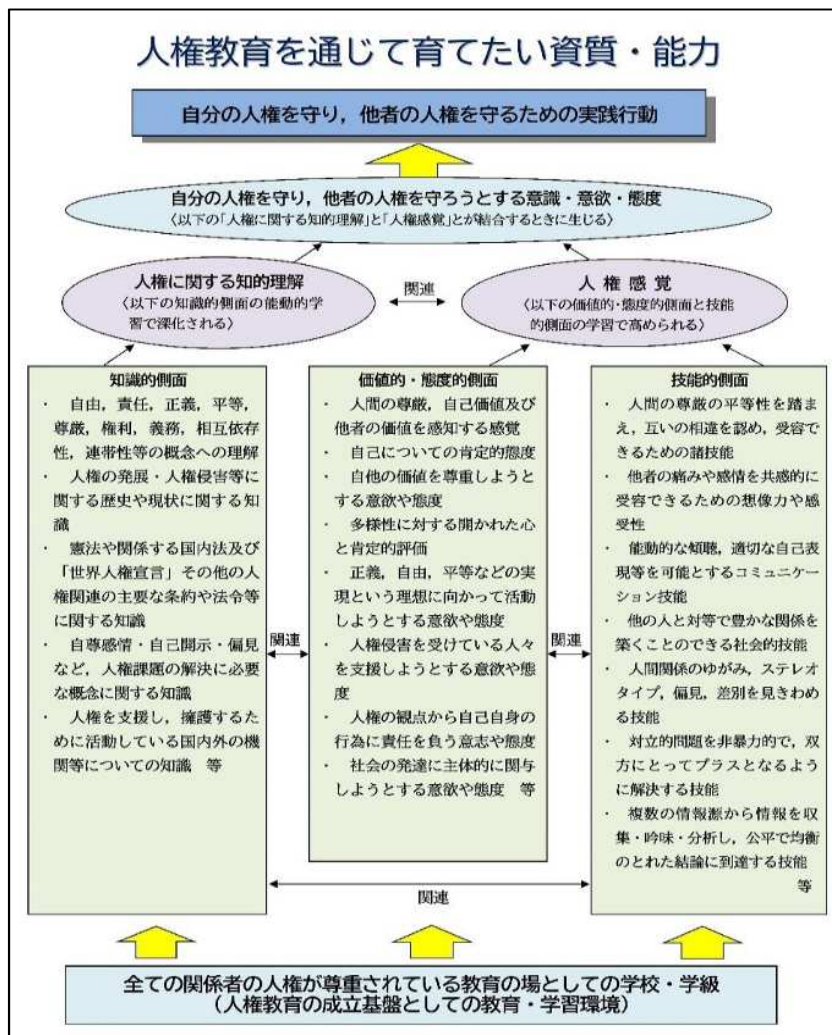 人権教育を通じて育てたい資質・能力
自分の人権を守り，他者の人権を守るための実践行動
自分の人権を守り，他者の人権を守ろうとする意識・意欲・態度
〈以下の「人権に関する知的理解」と「人権感覚」とが結合するときに生じる〉
人権に関する知的理解
〈以下の知識的側面の能動的学
習で深化される〉
関連
人 権 感 覚
〈以下の価値的・態度的側面と技能
的側面の学習で高められる〉
知識的側面
・ 自由，責任，正義，平等，
尊厳，権利，義務，相互依存
性，連帯性等の概念への理解
・ 人権の発展・人権侵害等に
関する歴史や現状に関する知
識
・ 憲法や関係する国内法及び
「世界人権宣言」その他の人
権関連の主要な条約や法令等
に関する知識
・ 自尊感情・自己開示・偏見
など，人権課題の解決に必要
な概念に関する知識
・ 人権を支援し，擁護するため
に活動している国内外の機
関等についての知識 等
関連
価値的・態度的側面
・ 人間の尊厳，自己価値及び
他者の価値を感知する感覚
・ 自己についての肯定的態度
・ 自他の価値を尊重しようと
する意欲や態度
・ 多様性に対する開かれた心
と肯定的評価
・ 正義，自由，平等などの実
現という理想に向かって活動
しようとする意欲や態度
・ 人権侵害を受けている人々
を支援しようとする意欲や態
度
・ 人権の観点から自己自身の
行為に責任を負う意志や態度
・ 社会の発達に主体的に関与
しようとする意欲や態度 等
関連
技能的側面
・ 人間の尊厳の平等性を踏ま
え，互いの相違を認め，受容で
きるための諸技能
・ 他者の痛みや感情を共感的に
受容できるための想像力や感
受性
・ 能動的な傾聴，適切な自己表
現等を可能とするコミュニケー
ション技能
・ 他の人と対等で豊かな関係を
築くことのできる社会的技能
・ 人間関係のゆがみ，ステレオ
タイプ，偏見，差別を見きわめ
る技能
・ 対立的問題を非暴力的で，双
方にとってプラスとなるように
解決する技能
・ 複数の情報源から情報を収
集・吟味・分析し，公平で均衡
のとれた結論に到達する技能
等
関連
全ての関係者の人権が尊重されている教育の場としての学校・学級
（人権教育の成立基盤としての教育・学習環境）